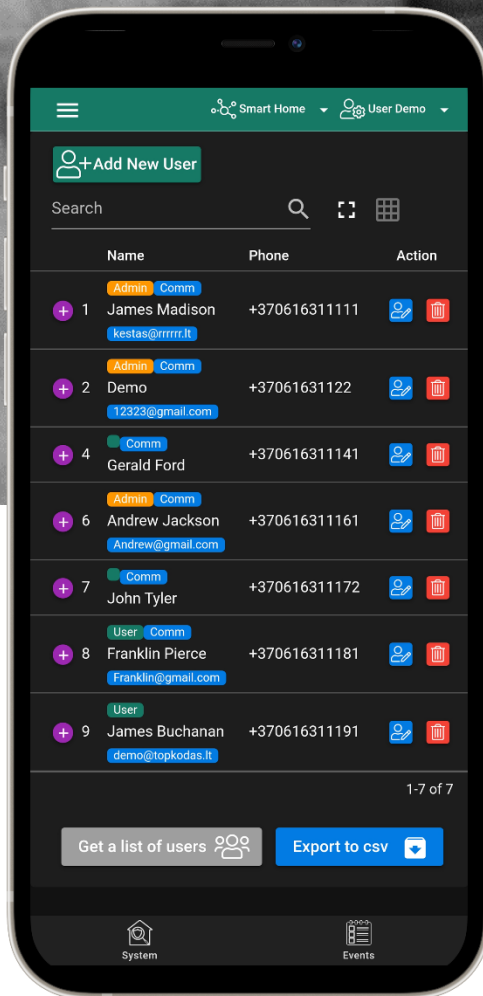 Smart Home User Demo
Add New User
Search
Name Phone Action
Admin Comm
1 James Madison +370616311111
kestas@rrrrrr.lt
Admin Comm
2 Demo +37061631122
12323@gmail.com
Comm
4 Gerald Ford +370616311141
Admin Comm
6 Andrew Jackson +370616311161
Andrew@gmail.com
Comm
7 John Tyler +370616311172
User Comm
8 Franklin Pierce +370616311181
Franklin@gmail.com
User
9 James Buchanan +370616311191
demo@topkodas.lt
1-7 of 7
Get a list of users Export to csv
System Events